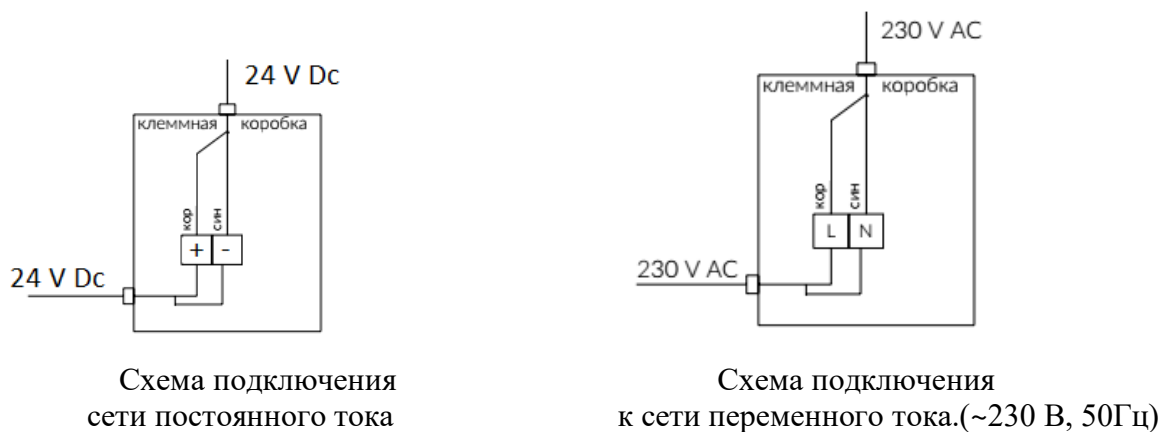 24 V Dc
клеммная коробка
кор син
+ -
24 V Dc
Схема подключения
сети постоянного тока
230 V AC
клеммная коробка
кор син
L N
230 V AC
Схема подключения
к сети переменного тока.(~230 В, 50Гц)